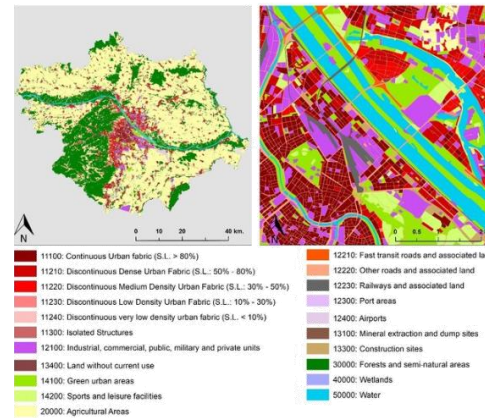 N
0 10 20 40 km.
N
0 0.5 1 2
11100: Continuous Urban fabric (S.L. > 80%)
11210: Discontinuous Dense Urban Fabric (S.L.: 50% - 80%)
11220: Discontinuous Medium Density Urban Fabric (S.L.: 30% - 50%)
11230: Discontinuous Low Density Urban Fabric (S.L.: 10% - 30%)
11240: Discontinuous very low density urban fabric (S.L. < 10%)
11300: Isolated Structures
12100: Industrial, commercial, public, military and private units
13400: Land without current use
14100: Green urban areas
14200: Sports and leisure facilities
20000: Agricultural Areas
12210: Fast transit roads and associated la
12220: Other roads and associated land
12230: Railways and associated land
12300: Port areas
12400: Airports
13100: Mineral extraction and dump sites
13300: Construction sites
30000: Forests and semi-natural areas
40000: Wetlands
50000: Water